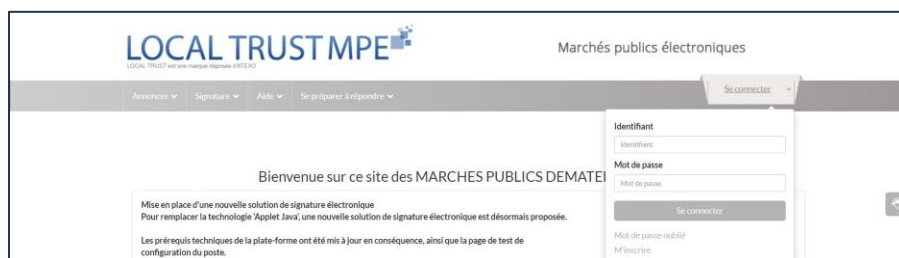 LOCAL TRUST MPE
LOCAL TRUST est une marque déposée d'ATEXO
Marchés publics électroniques
Annonces
Signature
Aide
Se préparer à répondre
Se connecter
Identifiant
Identifiant
Mot de passe
Mot de passe
Se connecter
Mot de passe oublié
M'inscrire
Bienvenue sur ce site des MARCHES PUBLICS DEMATE
Mise en place d'une nouvelle solution de signature électronique
Pour remplacer la technologie 'Applet Java', une nouvelle solution de signature électronique est désormais proposée.
Les prérequis techniques de la plate-forme ont été mis à jour en conséquence, ainsi que la page de test de
configuration du poste.